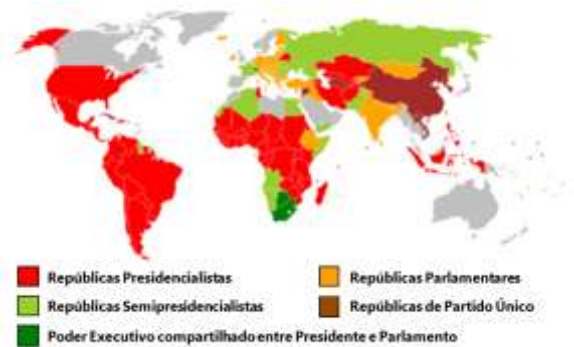 Repúblicas Presidencialistas
Repúblicas Parlamentares
Repúblicas Semipresidencialistas
Repúblicas de Partido Único
Poder Executivo compartilhado entre Presidente e Parlamento